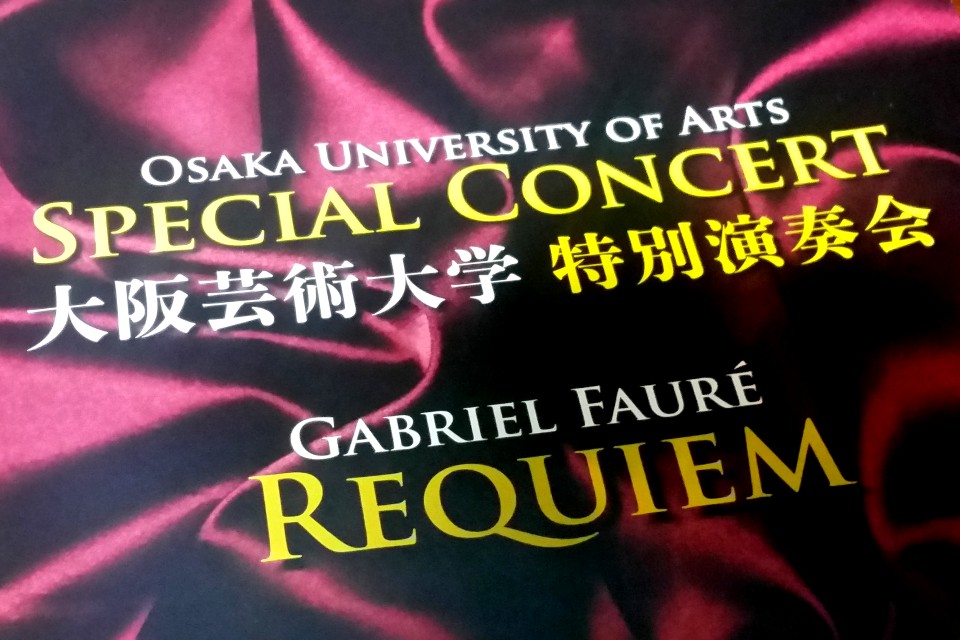 OSAKA UNIVERSITY OF ARTS
SPECIAL CONCERT
大阪芸術大学 特別演奏会
GABRIEL FAURÉ
REQUIEM